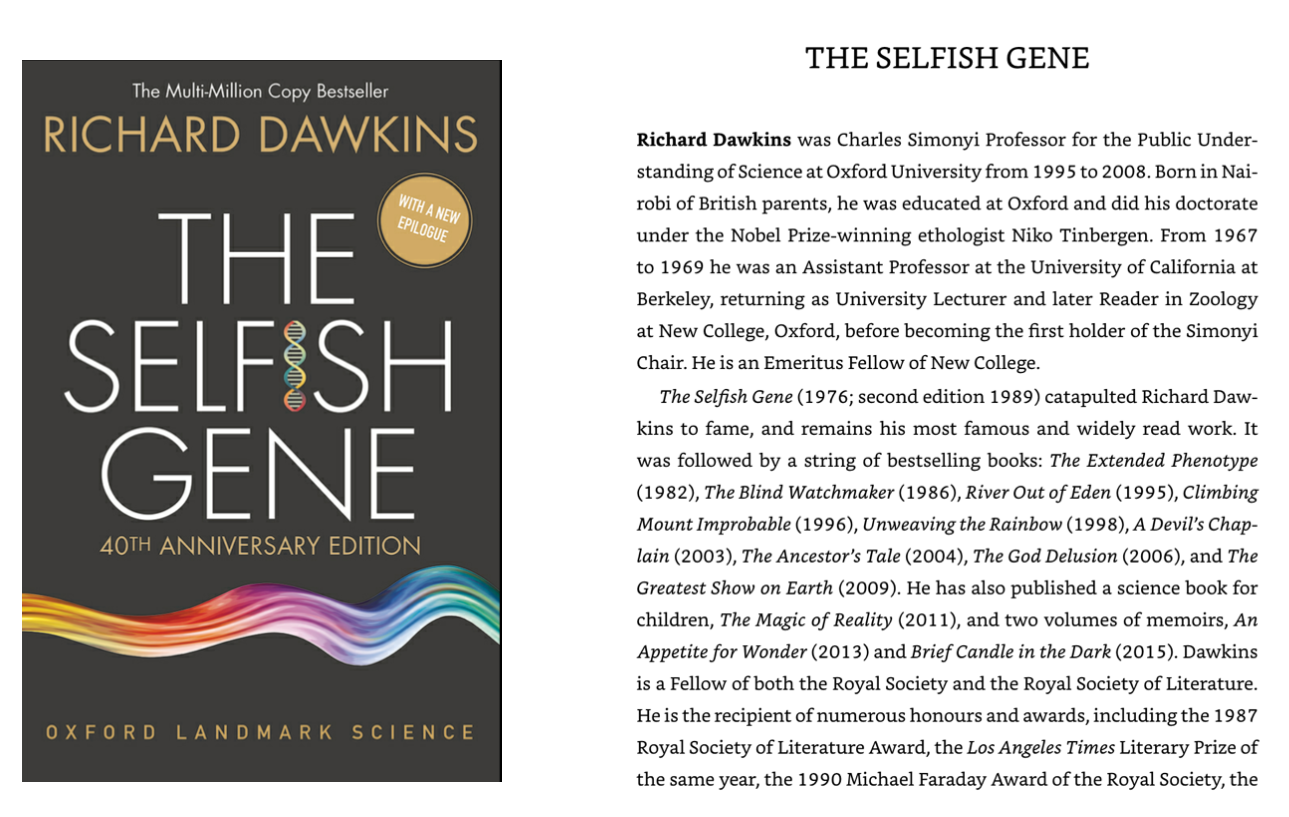 The Multi-Million Copy Bestseller
RICHARD DAWKINS
WITH A NEW
EPILOGUE
THE
SELFISH
GENE
40TH ANNIVERSARY EDITION
OXFORD LANDMARK SCIENCE
THE SELFISH GENE
Richard Dawkins was Charles Simonyi Professor for the Public Under-
standing of Science at Oxford University from 1995 to 2008. Born in Nai-
robi of British parents, he was educated at Oxford and did his doctorate
under the Nobel Prize-winning ethologist Niko Tinbergen. From 1967
to 1969 he was an Assistant Professor at the University of California at
Berkeley, returning as University Lecturer and later Reader in Zoology
at New College, Oxford, before becoming the first holder of the Simonyi
Chair. He is an Emeritus Fellow of New College.
The Selfish Gene (1976; second edition 1989) catapulted Richard Daw-
kins to fame, and remains his most famous and widely read work. It
was followed by a string of bestselling books: The Extended Phenotype
(1982), The Blind Watchmaker (1986), River Out of Eden (1995), Climbing
Mount Improbable (1996), Unweaving the Rainbow (1998), A Devil's Chap-
lain (2003), The Ancestor's Tale (2004), The God Delusion (2006), and The
Greatest Show on Earth (2009). He has also published a science book for
children, The Magic of Reality (2011), and two volumes of memoirs, An
Appetite for Wonder (2013) and Brief Candle in the Dark (2015). Dawkins
is a Fellow of both the Royal Society and the Royal Society of Literature.
He is the recipient of numerous honours and awards, including the 1987
Royal Society of Literature Award, the Los Angeles Times Literary Prize of
the same year, the 1990 Michael Faraday Award of the Royal Society, the